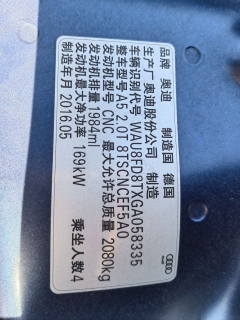 品牌 奥迪 制造国 德国
生产厂 奥迪股份公司 制造
车辆识别代号 WAU8FD8TXGA058335
整车型号 A5 2.0T 8TSCNCEF5A0
发动机型号 CNC 最大允许总质量 2080kg
发动机排量 1984ml
发动机最大净功率 169kW 乘坐人数 4
制造年月 2016.05